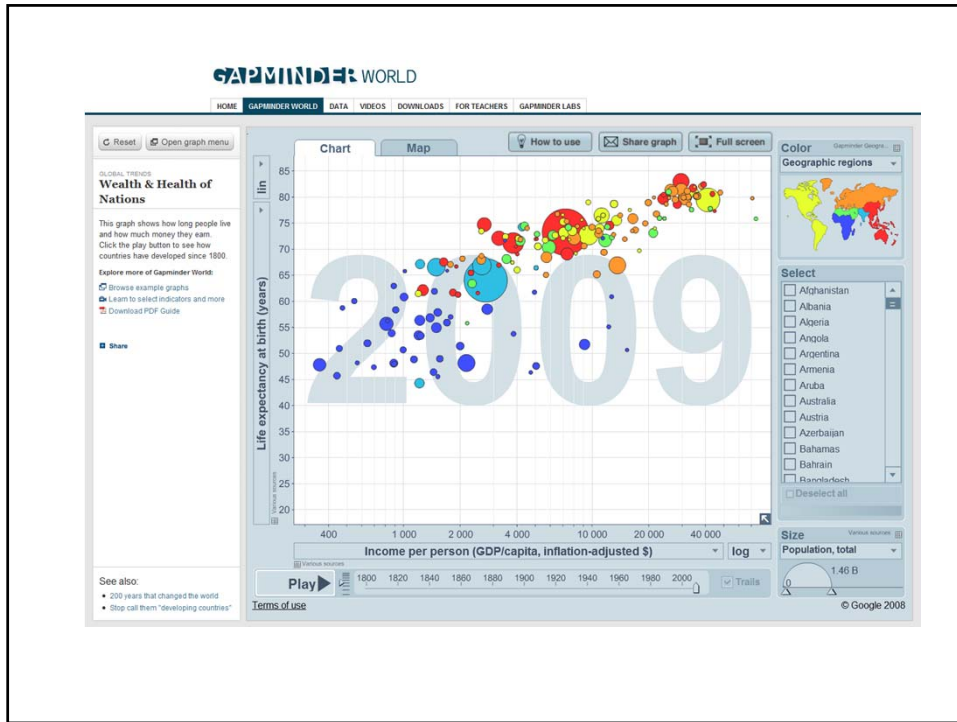 GAPMINDER WORLD
HOME GAPMINDER WORLD DATA VIDEOS DOWNLOADS FOR TEACHERS GAPMINDER LABS
Reset Open graph menu
GLOBAL TRENDS
Wealth & Health of
Nations
This graph shows how long people live
and how much money they earn.
Click the play button to see how
countries have developed since 1800.
Explore more of Gapminder World:
Browse example graphs
Learn to select indicators and more
Download PDF Guide
Share
See also:
200 years that changed the world
Stop call them "developing countries"
Chart Map
How to use Share graph Full screen
lin
Life expectancy at birth (years)
Various sources
85
80
75
70
65
60
55
50
45
40
35
30
25
20
2009
400 1 000 2 000 4 000 10 000 20 000 40 000
Income per person (GDP/capita, inflation-adjusted $) log
Various sources
Play 1800 1820 1840 1860 1880 1900 1920 1940 1960 1980 2000 Trails
Terms of use
Color Gapminder Geogra...
Geographic regions
Select
Afghanistan
Albania
Algeria
Angola
Argentina
Armenia
Aruba
Australia
Austria
Azerbaijan
Bahamas
Bahrain
Bangladesh
Deselect all
Size Various sources
Population, total
1.46 B
0
© Google 2008